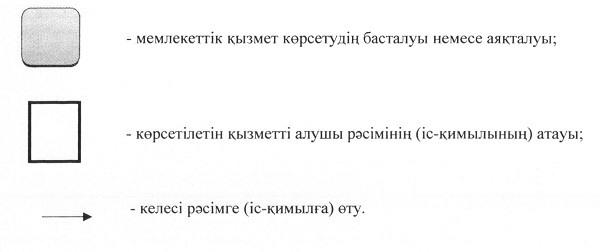 - мемлекеттік қызмет көрсетудің басталуы немесе аяқталуы;
- көрсетілетін қызметті алушы рәсімінің (іс-қимылының) атауы;
- келесі рәсімге (іс-қимылға) өту.